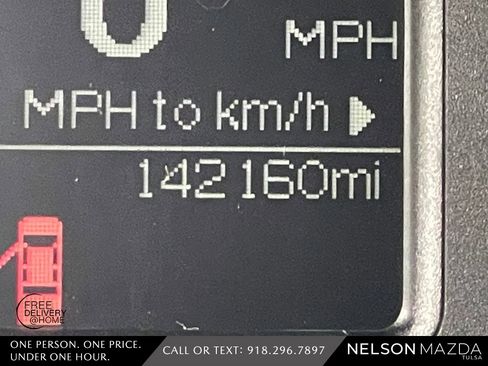 0
MPH
MPH to km/h
142160mi
FREE
DELIVERY
@HOME
ONE PERSON. ONE PRICE.
UNDER ONE HOUR.
CALL OR TEXT: 918.296.7897
NELSON MAZDA
TULSA